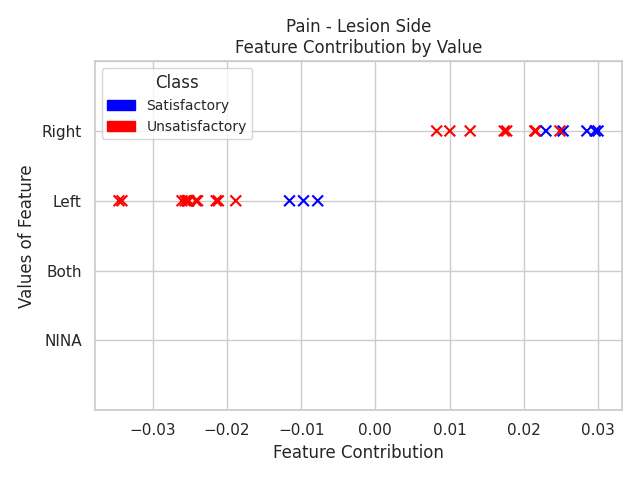 Pain - Lesion Side
Feature Contribution by Value
Class
Satisfactory
Unsatisfactory
Values of Feature
Right
Left
Both
NINA
−0.03 −0.02 −0.01 0.00 0.01 0.02 0.03
Feature Contribution